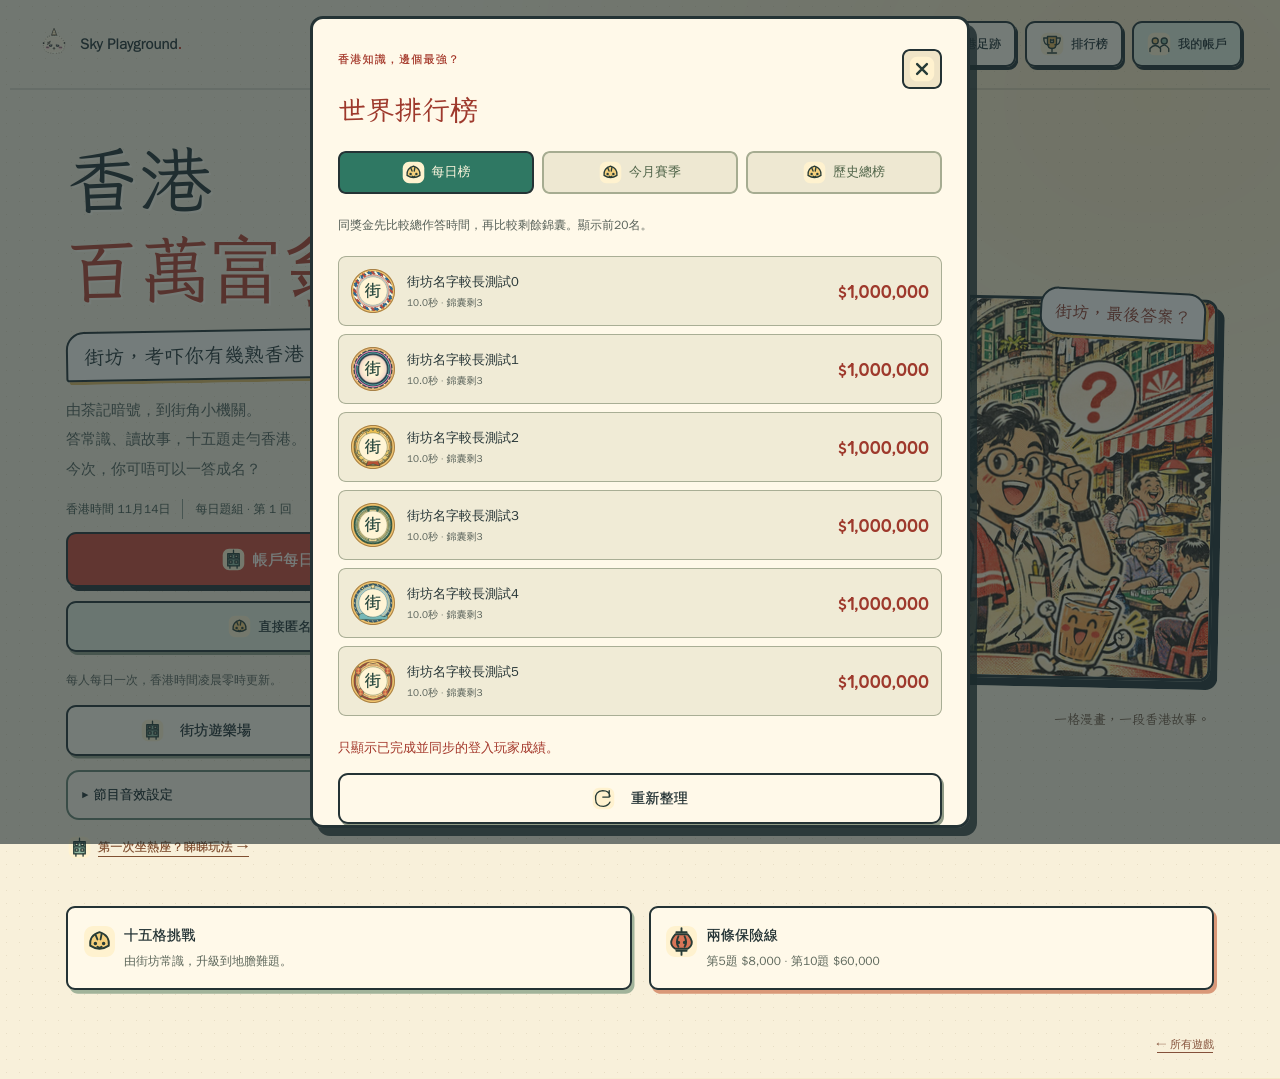 Sky Playground.
足跡
排行榜
我的帳戶
香港知識，邊個最強？
世界排行榜
每日榜
今月賽季
歷史總榜
同獎金先比較總作答時間，再比較剩餘錦囊。顯示前20名。
街
街坊名字較長測試0
10.0秒 · 錦囊剩3
$1,000,000
街
街坊名字較長測試1
10.0秒 · 錦囊剩3
$1,000,000
街
街坊名字較長測試2
10.0秒 · 錦囊剩3
$1,000,000
街
街坊名字較長測試3
10.0秒 · 錦囊剩3
$1,000,000
街
街坊名字較長測試4
10.0秒 · 錦囊剩3
$1,000,000
街
街坊名字較長測試5
10.0秒 · 錦囊剩3
$1,000,000
只顯示已完成並同步的登入玩家成績。
重新整理
香港
百萬富
街坊，考吓你有幾熟香港
由茶記暗號，到街角小機關。
答常識、讀故事，十五題走勻香港。
今次，你可唔可以一答成名？
香港時間 11月14日
每日題組 · 第 1 回
帳戶每日
直接匿名
每人每日一次，香港時間凌晨零時更新。
街坊遊樂場
▸ 節目音效設定
第一次坐熱座？睇睇玩法 →
街坊，最後答案？
?
一格漫畫，一段香港故事。
十五格挑戰
由街坊常識，升級到地膽難題。
兩條保險線
第5題 $8,000 · 第10題 $60,000
← 所有遊戲